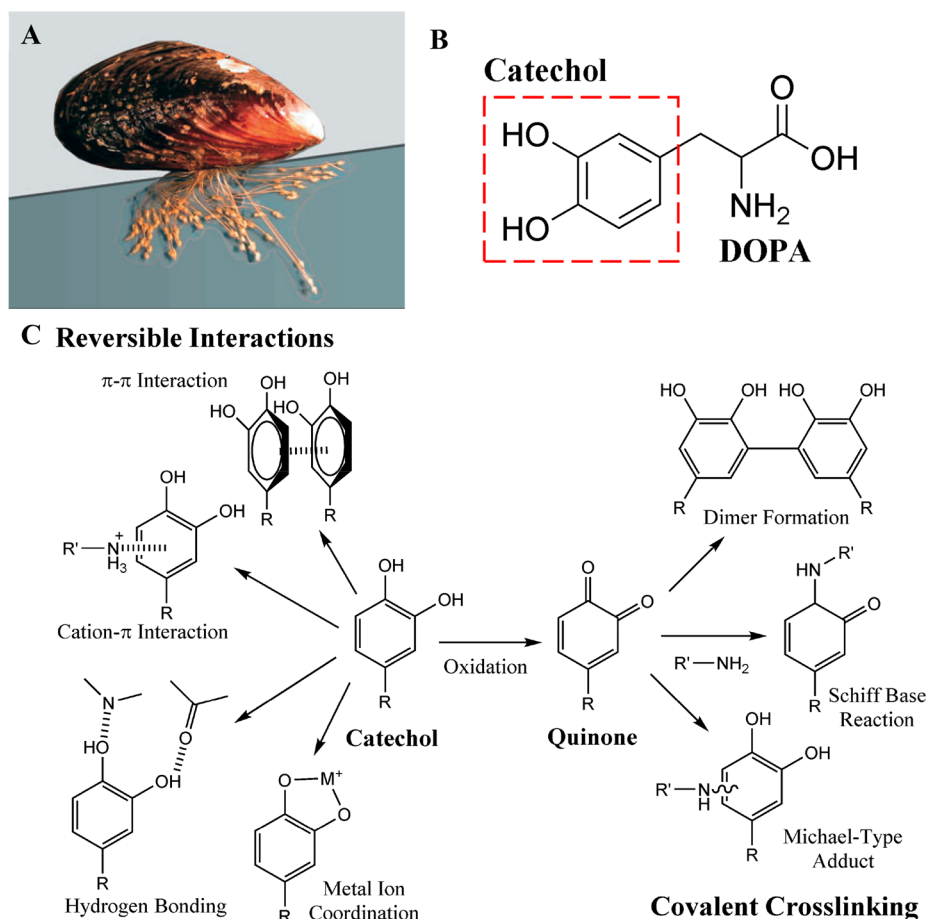 A
B
Catechol
HO
HO
O
OH
NH2
DOPA
C Reversible Interactions
π-π Interaction
OH
HO
OH
HO
R
R
OH
OH
R'
N
+
H3
R
Cation-π Interaction
N
O
HO
OH
R
Hydrogen Bonding
O
M+
O
R
Metal Ion
Coordination
OH
OH
R
Catechol
Oxidation
O
O
R
Quinone
HO OH HO OH
R
R
Dimer Formation
R'—NH2
R'
HN
O
R
Schiff Base
Reaction
OH
OH
R'
N
H
R
Michael-Type
Adduct
Covalent Crosslinking